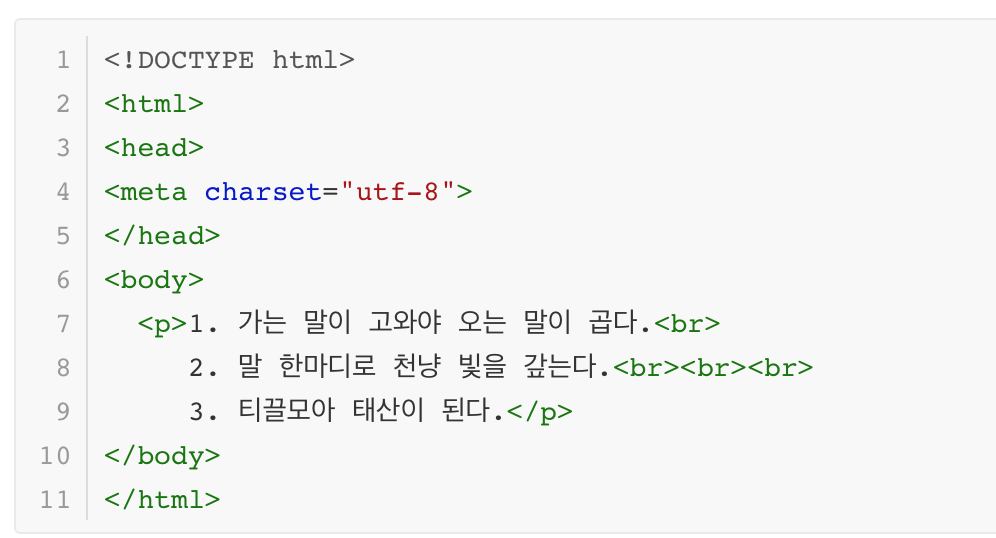 1 <!DOCTYPE html>
2 <html>
3 <head>
4 <meta charset="utf-8">
5 </head>
6 <body>
7   <p>1. 가는 말이 고와야 오는 말이 곱다.<br>
8      2. 말 한마디로 천냥 빛을 갚는다.<br><br><br>
9      3. 티끌모아 태산이 된다.</p>
10 </body>
11 </html>